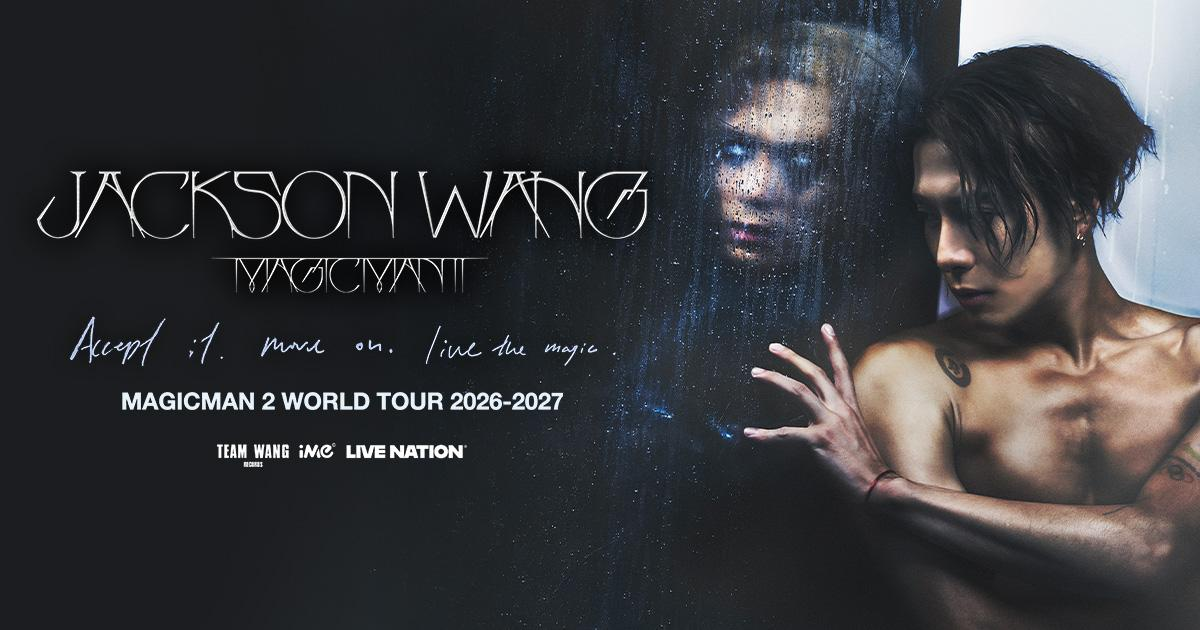 JACKSON WANG
MAGICMAN II
Accept it. move on. live the magic.
MAGICMAN 2 WORLD TOUR 2026-2027
TEAM WANG RECORDS iMe LIVE NATION